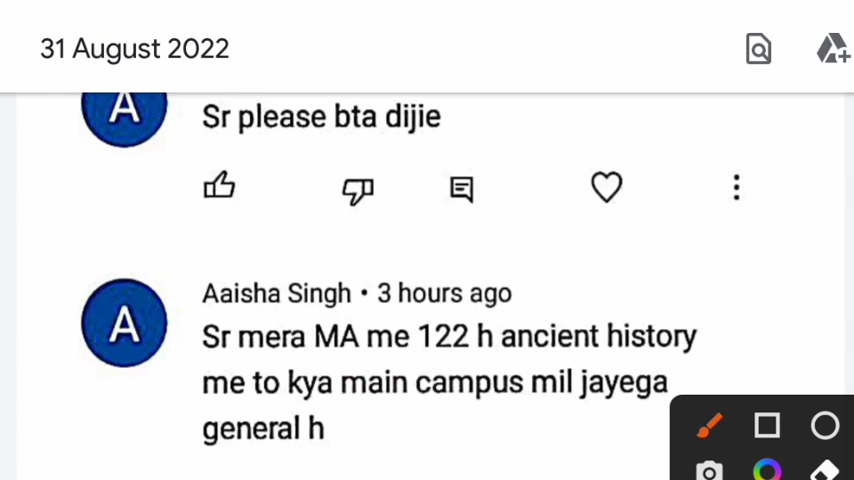 31 August 2022
A
Sr please bta dijie
A
Aaisha Singh • 3 hours ago
Sr mera MA me 122 h ancient history
me to kya main campus mil jayega
general h